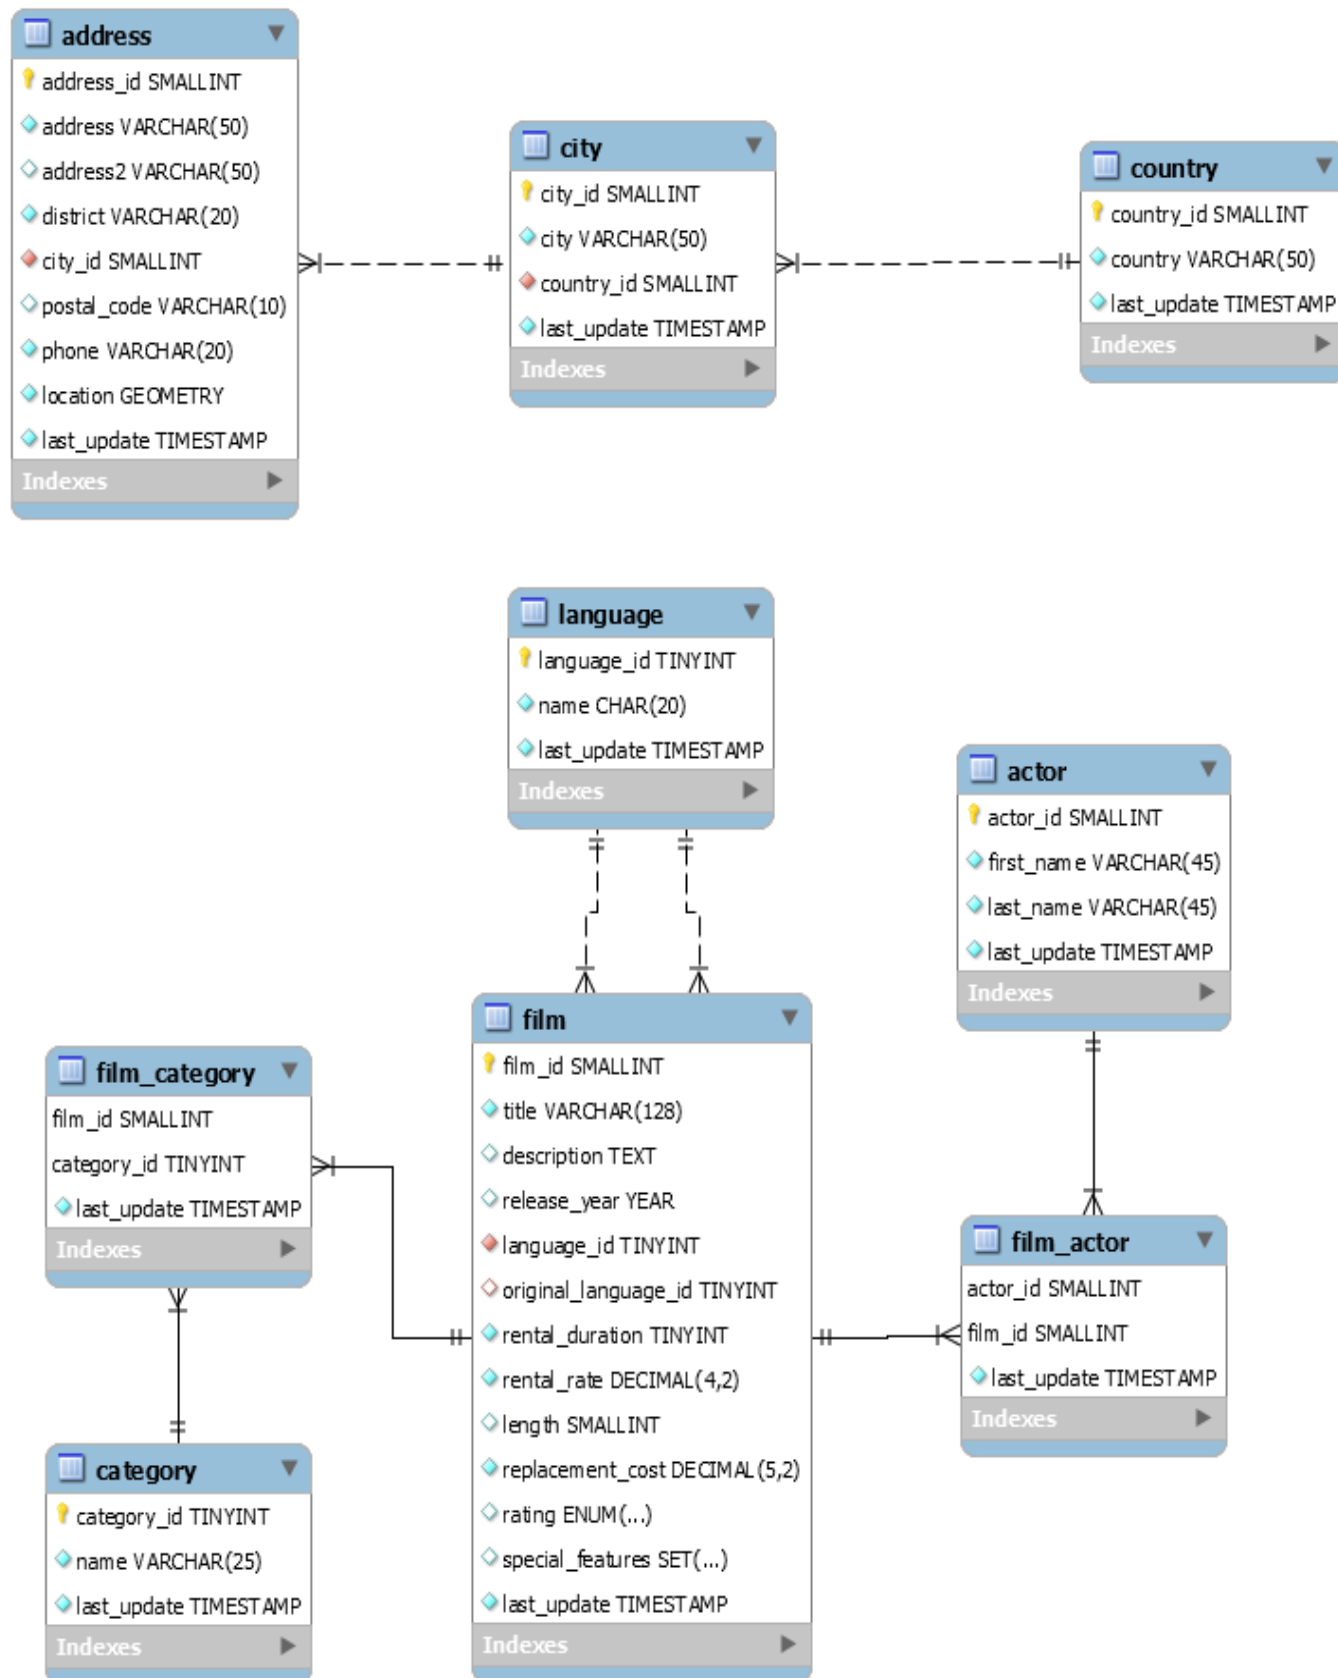 address
address_id SMALLINT
address VARCHAR(50)
address2 VARCHAR(50)
district VARCHAR(20)
city_id SMALLINT
postal_code VARCHAR(10)
phone VARCHAR(20)
location GEOMETRY
last_update TIMESTAMP
Indexes
city
city_id SMALLINT
city VARCHAR(50)
country_id SMALLINT
last_update TIMESTAMP
Indexes
country
country_id SMALLINT
country VARCHAR(50)
last_update TIMESTAMP
Indexes
language
language_id TINYINT
name CHAR(20)
last_update TIMESTAMP
Indexes
actor
actor_id SMALLINT
first_name VARCHAR(45)
last_name VARCHAR(45)
last_update TIMESTAMP
Indexes
film_category
film_id SMALLINT
category_id TINYINT
last_update TIMESTAMP
Indexes
film
film_id SMALLINT
title VARCHAR(128)
description TEXT
release_year YEAR
language_id TINYINT
original_language_id TINYINT
rental_duration TINYINT
rental_rate DECIMAL(4,2)
length SMALLINT
replacement_cost DECIMAL(5,2)
rating ENUM(...)
special_features SET(...)
last_update TIMESTAMP
Indexes
film_actor
actor_id SMALLINT
film_id SMALLINT
last_update TIMESTAMP
Indexes
category
category_id TINYINT
name VARCHAR(25)
last_update TIMESTAMP
Indexes